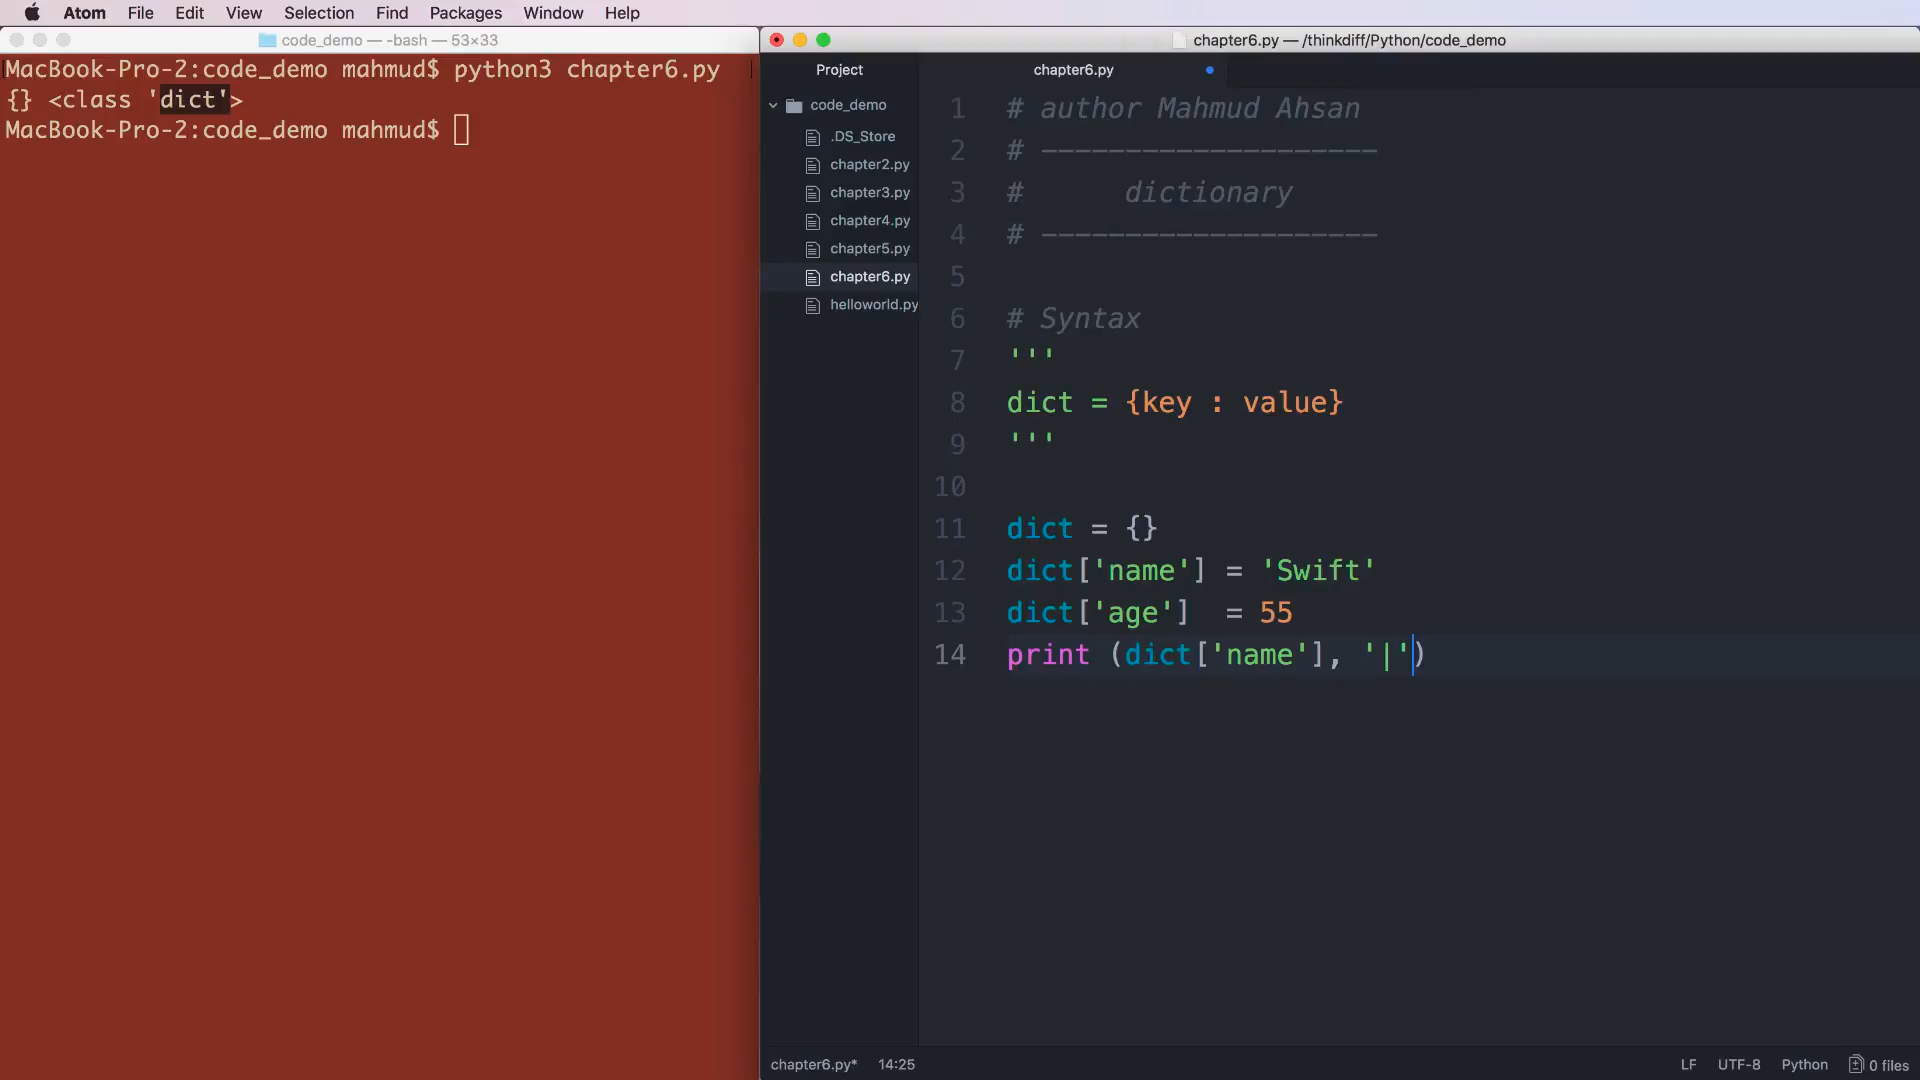 Atom File Edit View Selection Find Packages Window Help
code_demo — -bash — 53×33
MacBook-Pro-2:code_demo mahmud$ python3 chapter6.py
{} <class 'dict'>
MacBook-Pro-2:code_demo mahmud$
chapter6.py — /thinkdiff/Python/code_demo
Project
code_demo
.DS_Store
chapter2.py
chapter3.py
chapter4.py
chapter5.py
chapter6.py
helloworld.py
chapter6.py
1 # author Mahmud Ahsan
2 # --------------------
3 #      dictionary
4 # --------------------
5
6 # Syntax
7 '''
8 dict = {key : value}
9 '''
10
11 dict = {}
12 dict['name'] = 'Swift'
13 dict['age']  = 55
14 print (dict['name'], '|')
chapter6.py* 14:25
LF UTF-8 Python 0 files